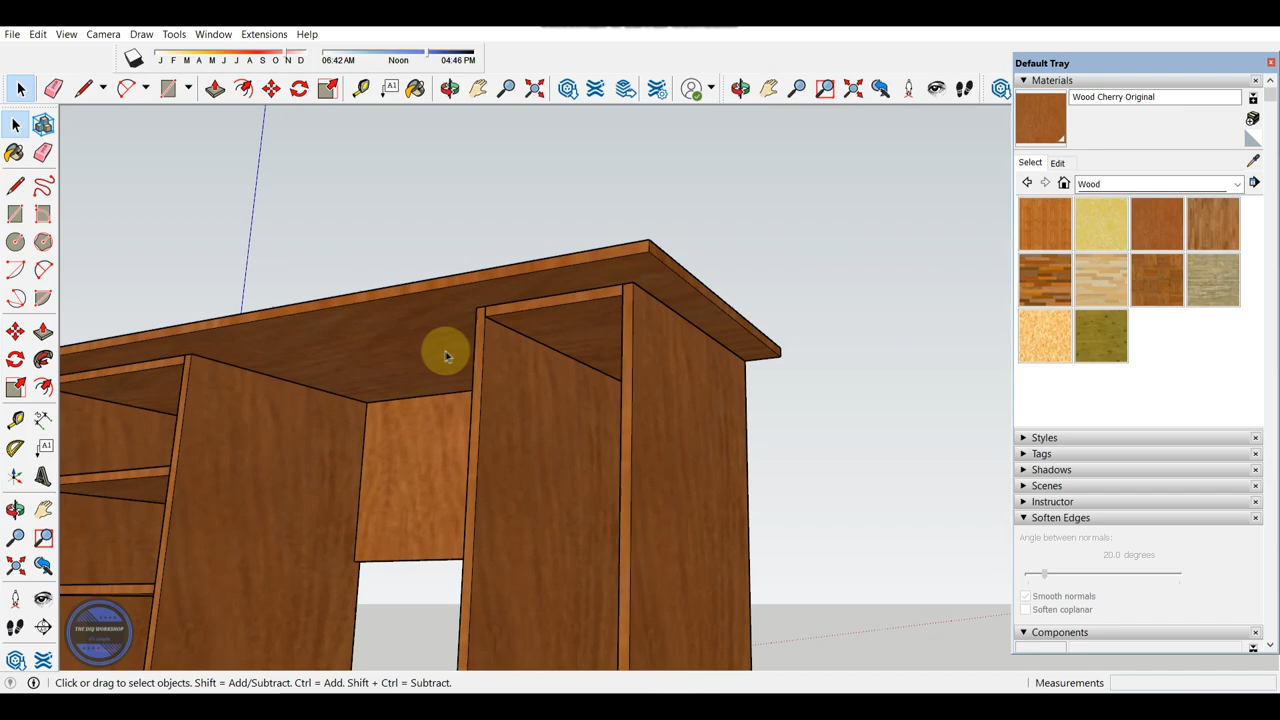 File Edit View Camera Draw Tools Window Extensions Help
J F M A M J J A S O N D 06:42 AM Noon 04:46 PM
Default Tray
Materials
Wood Cherry Original
Select Edit
Wood
Styles
Tags
Shadows
Scenes
Instructor
Soften Edges
Angle between normals:
20.0 degrees
Smooth normals
Soften coplanar
Components
THE DIY WORKSHOP
Click or drag to select objects. Shift = Add/Subtract. Ctrl = Add. Shift + Ctrl = Subtract.
Measurements